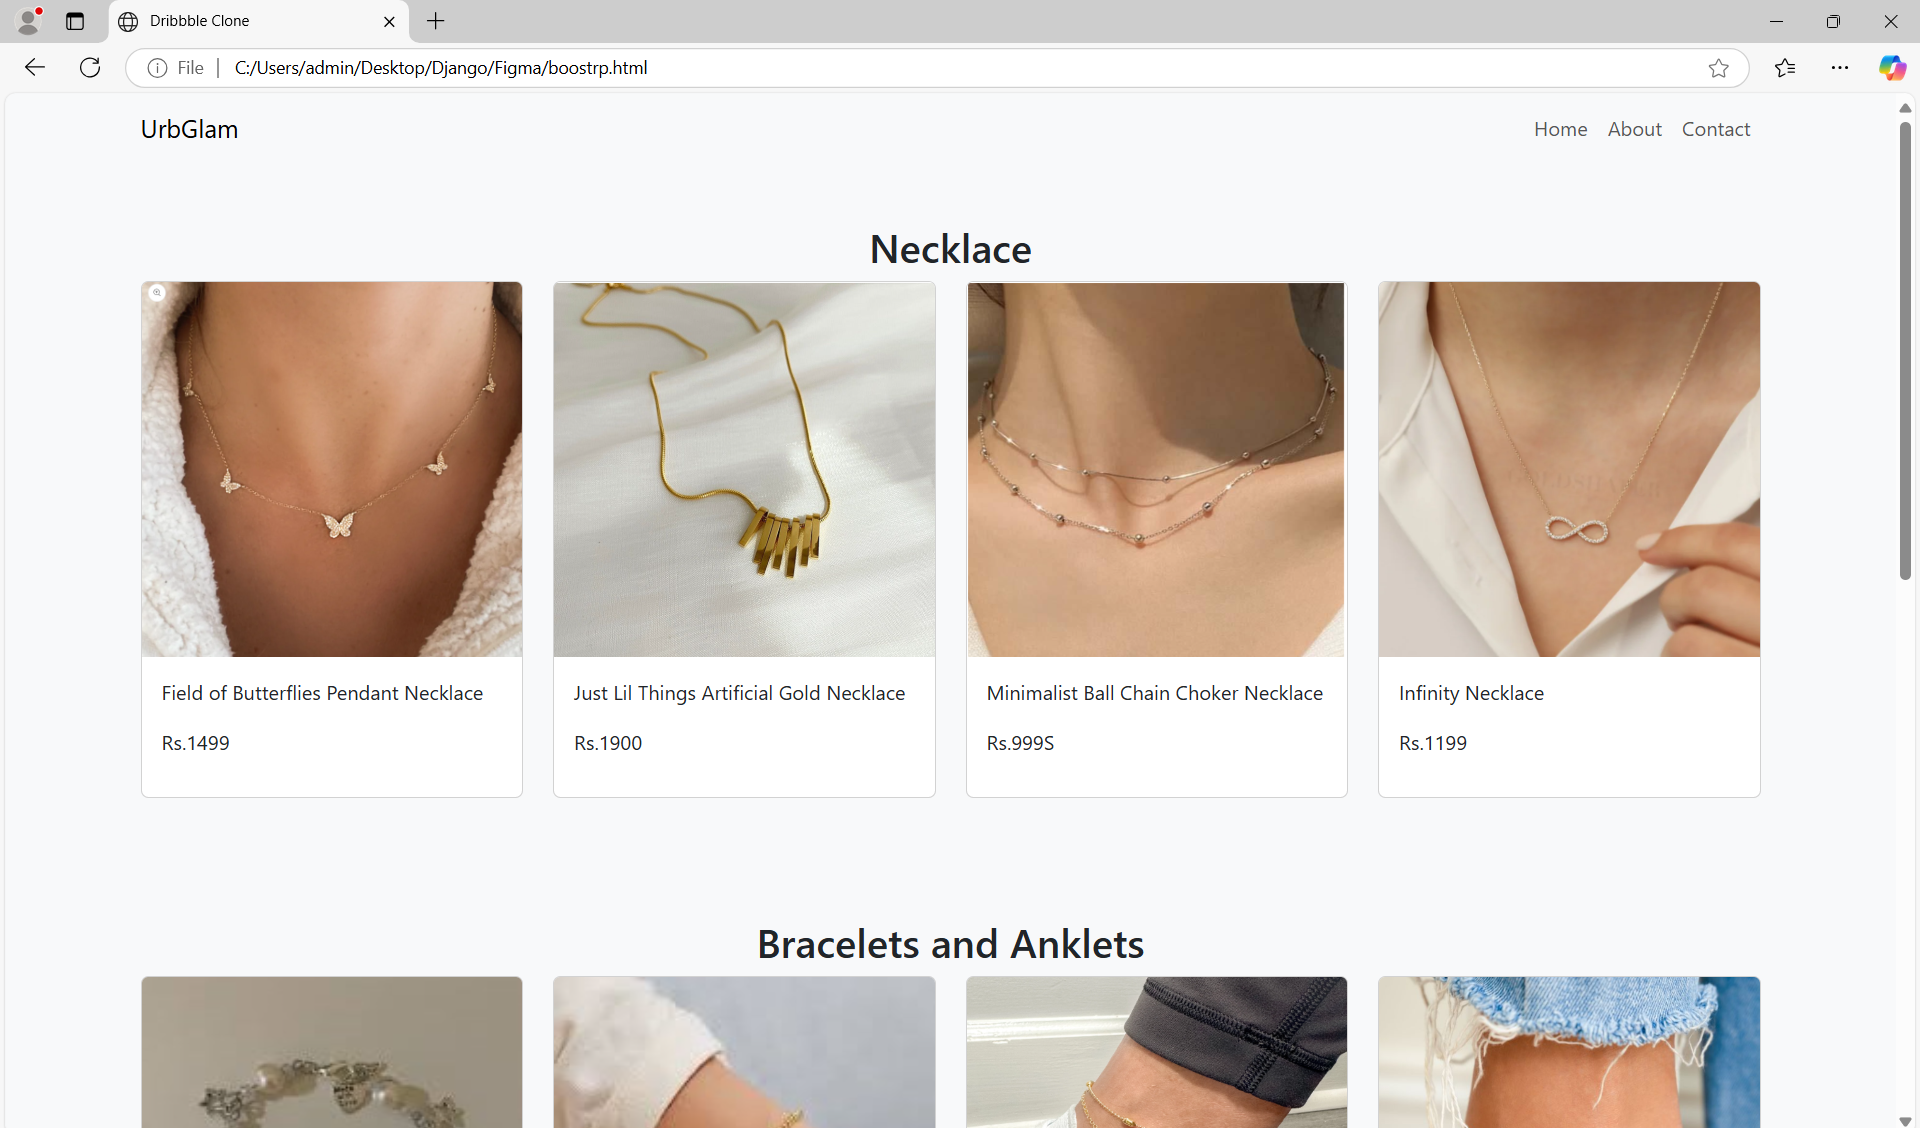 Dribbble Clone
File
C:/Users/admin/Desktop/Django/Figma/boostrp.html
UrbGlam
Home About Contact
Necklace
Field of Butterflies Pendant Necklace
Rs.1499
Just Lil Things Artificial Gold Necklace
Rs.1900
Minimalist Ball Chain Choker Necklace
Rs.999S
Infinity Necklace
Rs.1199
Bracelets and Anklets